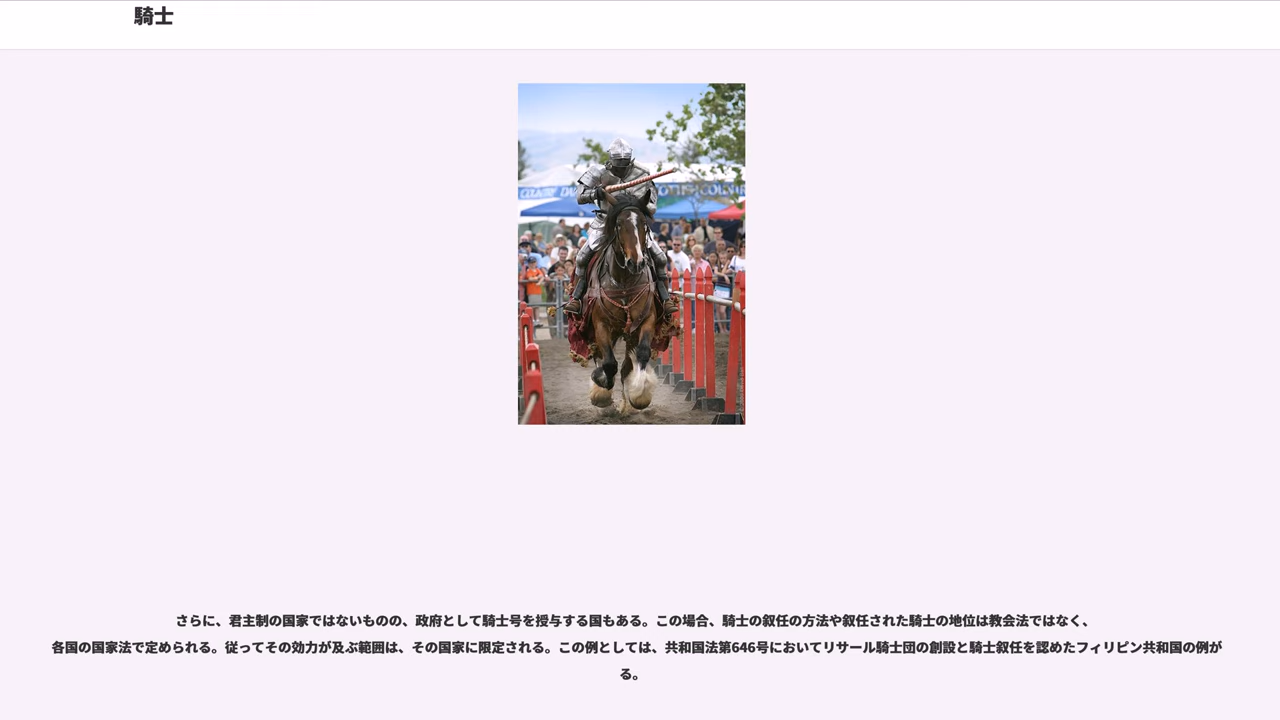 騎士
COUNTRY
さらに、君主制の国家ではないものの、政府として騎士号を授与する国もある。この場合、騎士の叙任の方法や叙任された騎士の地位は教会法ではなく、
各国の国家法で定められる。従ってその効力が及ぶ範囲は、その国家に限定される。この例としては、共和国法第646号においてリサール騎士団の創設と騎士叙任を認めたフィリピン共和国の例が
る。